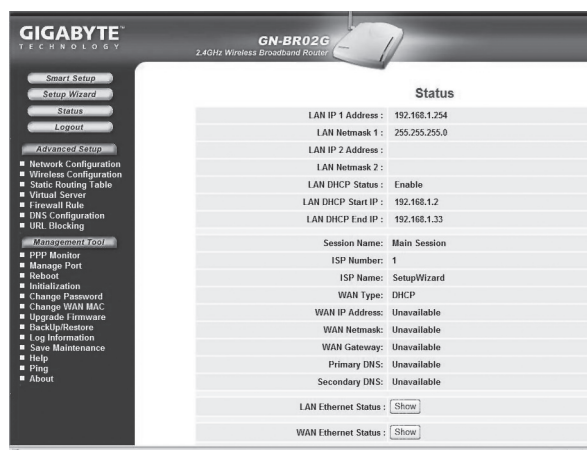 GIGABYTE™
TECHNOLOGY
GN-BR02G
2.4GHz Wireless Broadband Router
Smart Setup
Setup Wizard
Status
Logout
Advanced Setup
Network Configuration
Wireless Configuration
Static Routing Table
Virtual Server
Firewall Rule
DNS Configuration
URL Blocking
Management Tool
PPP Monitor
Manage Port
Reboot
Initialization
Change Password
Change WAN MAC
Upgrade Firmware
BackUp/Restore
Log Information
Save Maintenance
Help
Ping
About
Status
LAN IP 1 Address : 192.168.1.254
LAN Netmask 1 : 255.255.255.0
LAN IP 2 Address :
LAN Netmask 2 :
LAN DHCP Status : Enable
LAN DHCP Start IP : 192.168.1.2
LAN DHCP End IP : 192.168.1.33
Session Name: Main Session
ISP Number: 1
ISP Name: SetupWizard
WAN Type: DHCP
WAN IP Address: Unavailable
WAN Netmask: Unavailable
WAN Gateway: Unavailable
Primary DNS: Unavailable
Secondary DNS: Unavailable
LAN Ethernet Status : Show
WAN Ethernet Status : Show